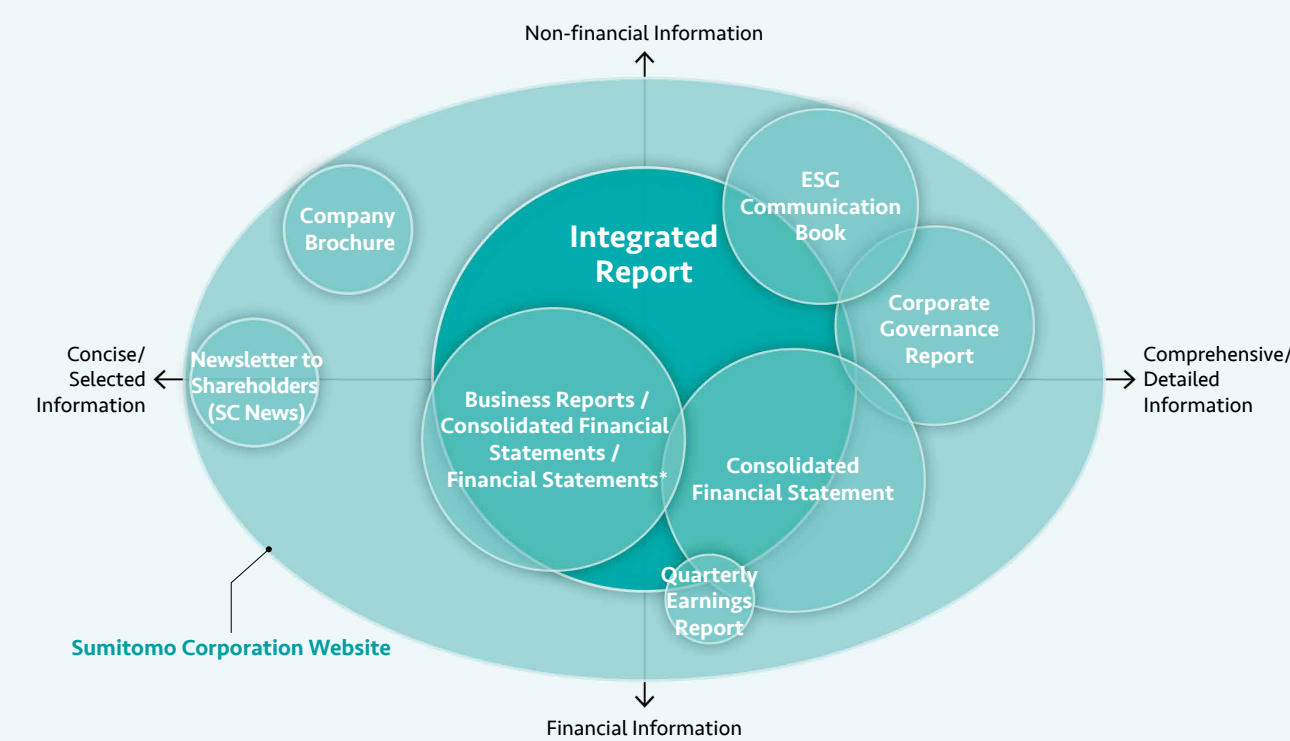 Non-financial Information
ESG
Communication
Book
Company
Brochure
Integrated
Report
Corporate
Governance
Report
Concise/
Selected
Information
Newsletter to
Shareholders
(SC News)
Comprehensive/
Detailed
Information
Business Reports /
Consolidated Financial
Statements /
Financial Statements*
Consolidated
Financial Statement
Quarterly
Earnings
Report
Sumitomo Corporation Website
Financial Information